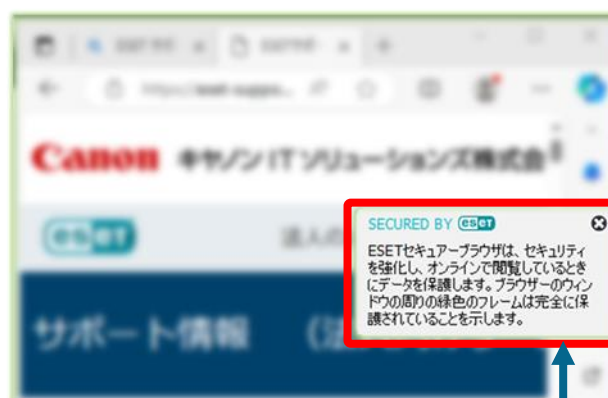 Canon キヤノンITソリューションズ株式会
eset
法人の
SECURED BY eset
ESETセキュアーブラウザは、セキュリティ
を強化し、オンラインで閲覧しているとき
にデータを保護します。ブラウザーのウィン
ドウの周りの緑色のフレームは完全に保
護されていることを示します。
サポート情報 (法